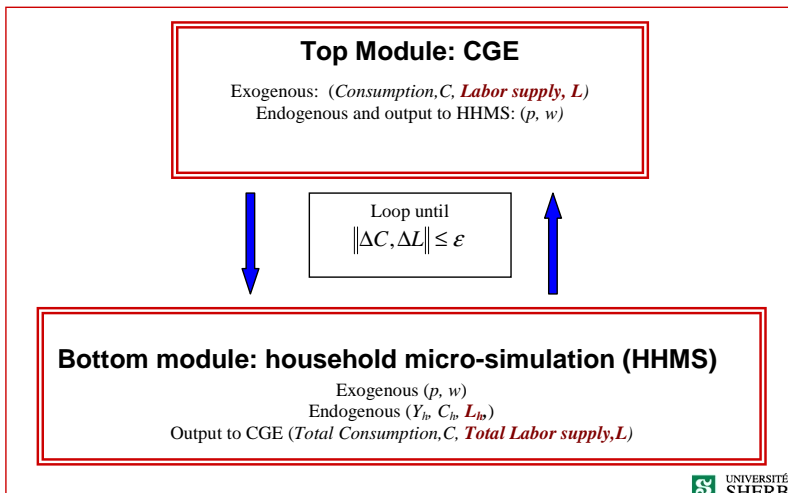 Top Module: CGE
Exogenous: (Consumption,C, Labor supply, L)
Endogenous and output to HHMS: (p, w)
Loop until
‖ΔC, ΔL‖ ≤ ε
Bottom module: household micro-simulation (HHMS)
Exogenous (p, w)
Endogenous (Yₕ, Cₕ, Lₕ,)
Output to CGE (Total Consumption,C, Total Labor supply,L)
UNIVERSITÉ